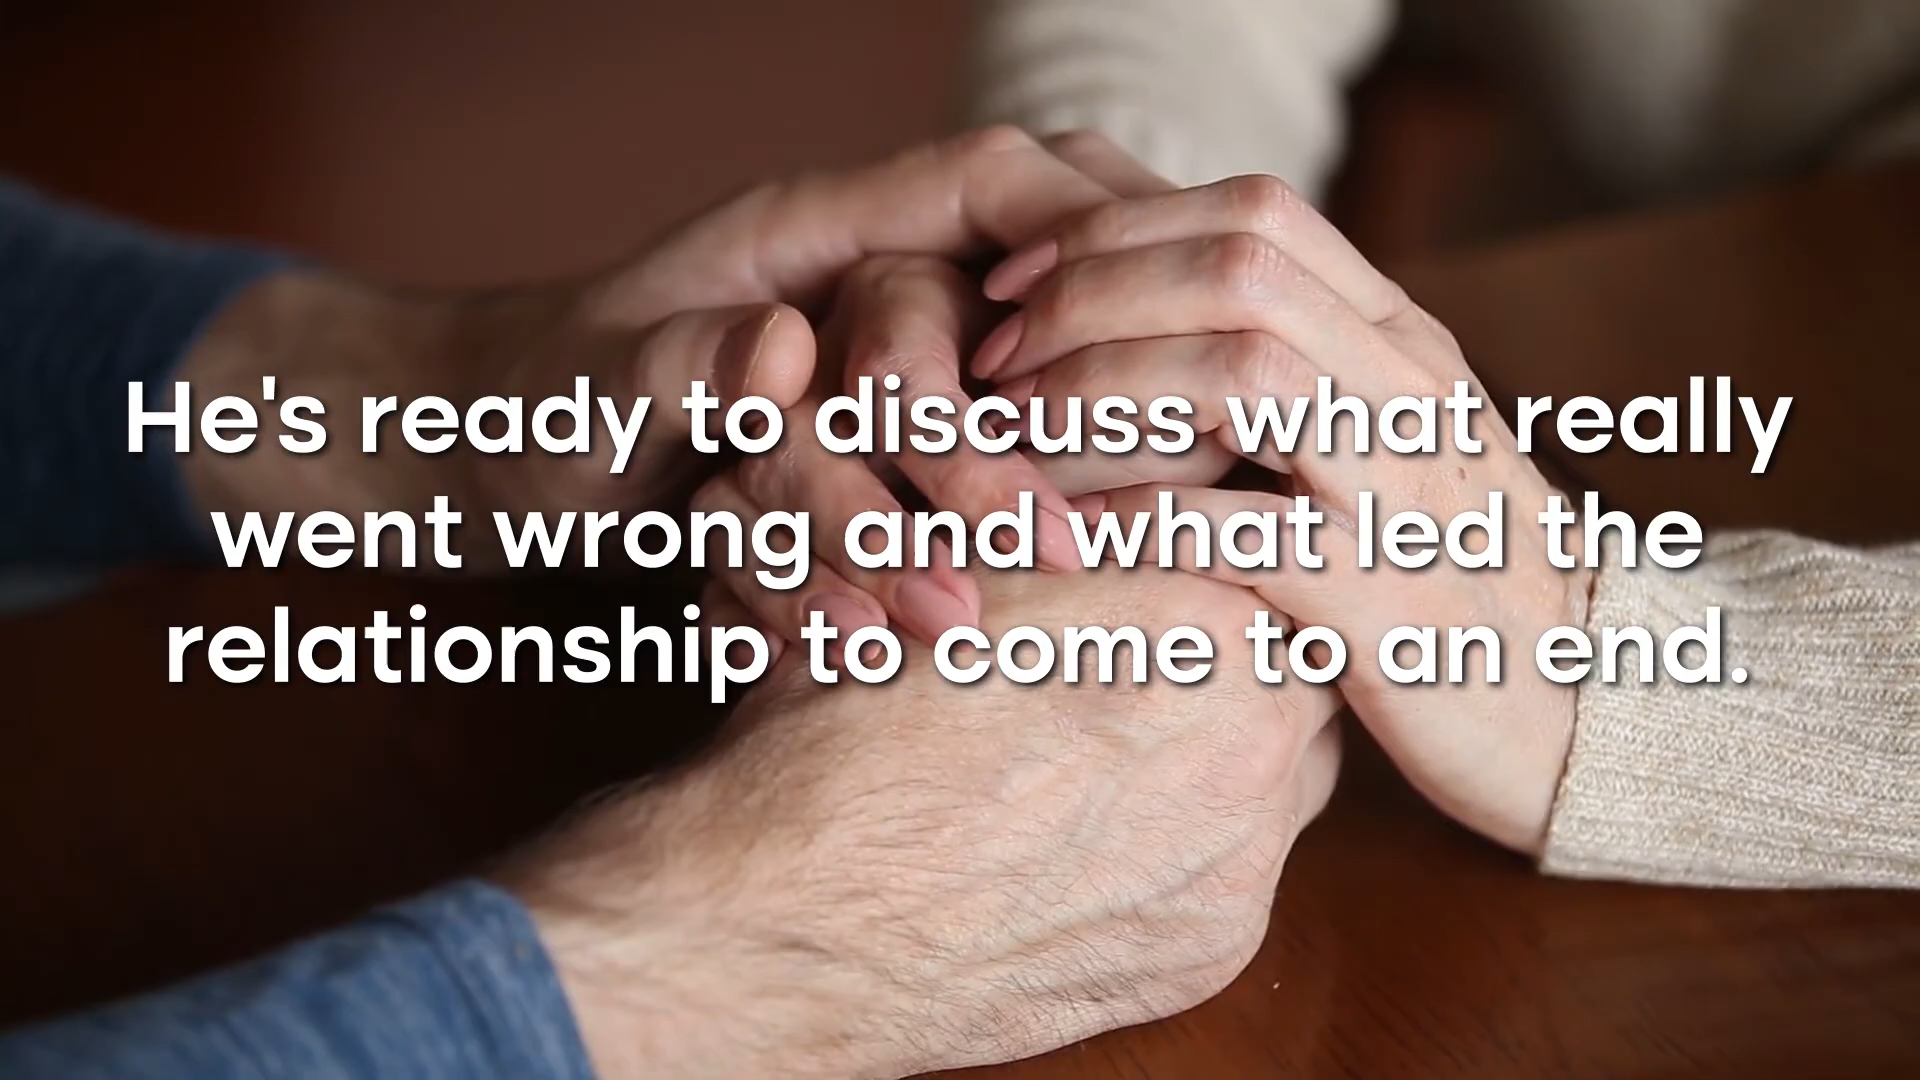 He's ready to discuss what really
went wrong and what led the
relationship to come to an end.